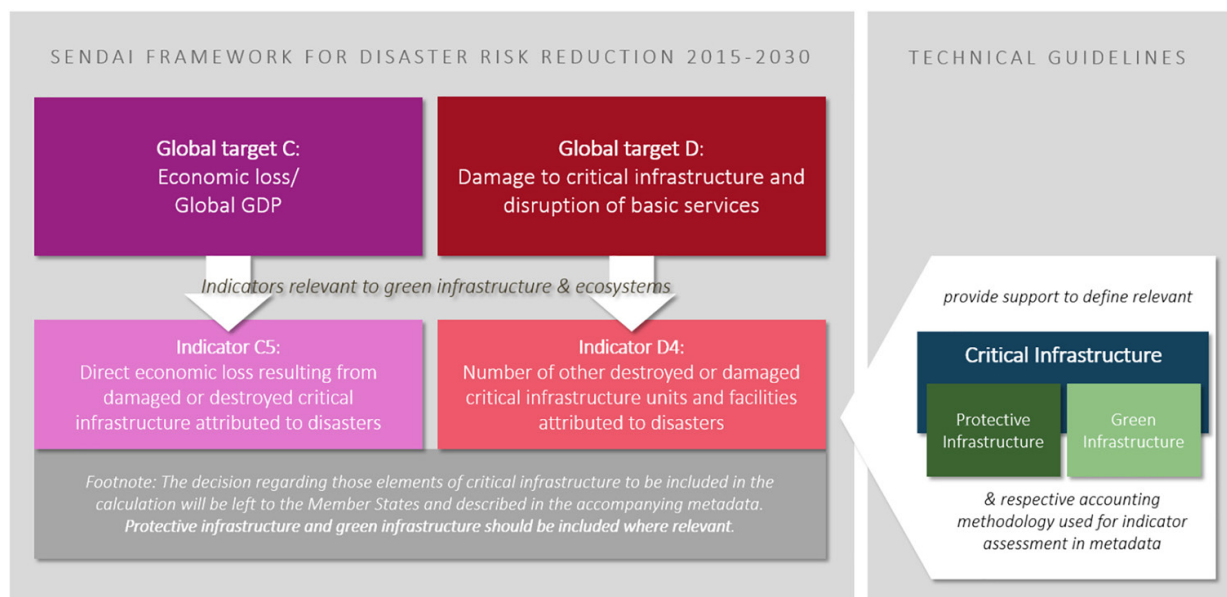 SENDAI FRAMEWORK FOR DISASTER RISK REDUCTION 2015-2030
Global target C:
Economic loss/
Global GDP
Global target D:
Damage to critical infrastructure and
disruption of basic services
Indicators relevant to green infrastructure & ecosystems
Indicator C5:
Direct economic loss resulting from
damaged or destroyed critical
infrastructure attributed to disasters
Indicator D4:
Number of other destroyed or damaged
critical infrastructure units and facilities
attributed to disasters
Footnote: The decision regarding those elements of critical infrastructure to be included in the
calculation will be left to the Member States and described in the accompanying metadata.
Protective infrastructure and green infrastructure should be included where relevant.
TECHNICAL GUIDELINES
provide support to define relevant
Critical Infrastructure
Protective
Infrastructure
Green
Infrastructure
& respective accounting
methodology used for indicator
assessment in metadata